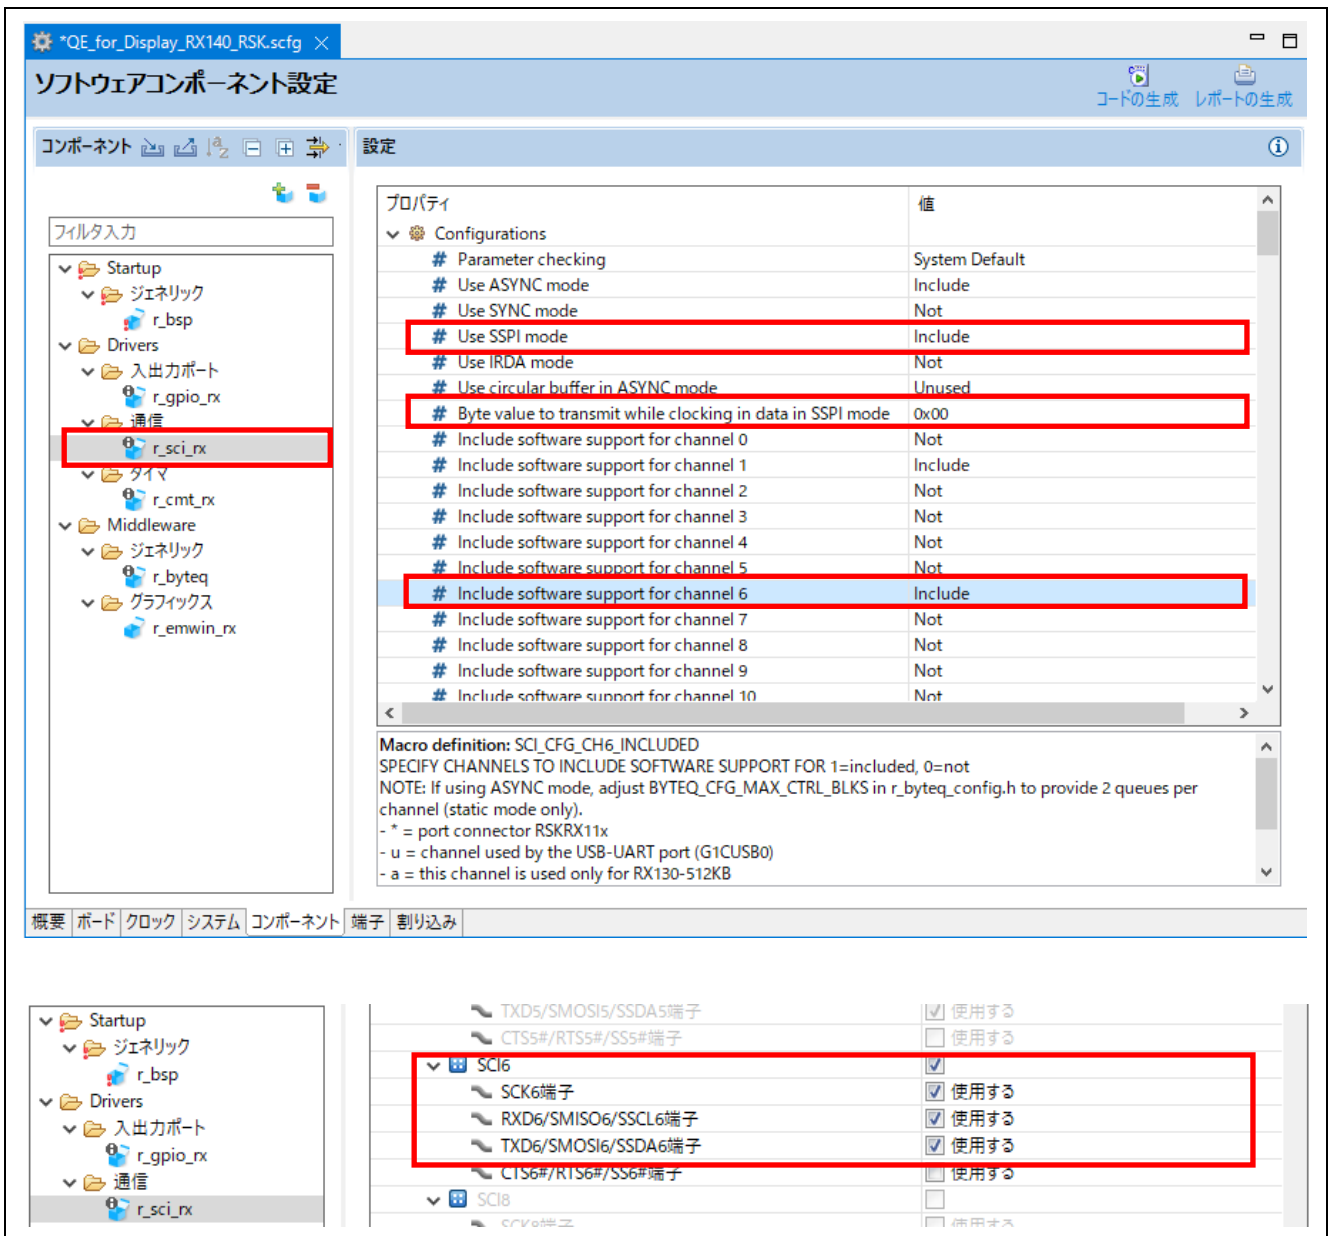 *QE_for_Display_RX140_RSK.scfg
ソフトウェアコンポーネント設定
コードの生成 レポートの生成
コンポーネント
設定
フィルタ入力
Startup
ジェネリック
r_bsp
Drivers
入出力ポート
r_gpio_rx
通信
r_sci_rx
タイマ
r_cmt_rx
Middleware
ジェネリック
r_byteq
グラフィックス
r_emwin_rx
プロパティ 値
Configurations
# Parameter checking System Default
# Use ASYNC mode Include
# Use SYNC mode Not
# Use SSPI mode Include
# Use IRDA mode Not
# Use circular buffer in ASYNC mode Unused
# Byte value to transmit while clocking in data in SSPI mode 0x00
# Include software support for channel 0 Not
# Include software support for channel 1 Include
# Include software support for channel 2 Not
# Include software support for channel 3 Not
# Include software support for channel 4 Not
# Include software support for channel 5 Not
# Include software support for channel 6 Include
# Include software support for channel 7 Not
# Include software support for channel 8 Not
# Include software support for channel 9 Not
# Include software support for channel 10 Not
Macro definition: SCI_CFG_CH6_INCLUDED
SPECIFY CHANNELS TO INCLUDE SOFTWARE SUPPORT FOR 1=included, 0=not
NOTE: If using ASYNC mode, adjust BYTEQ_CFG_MAX_CTRL_BLKS in r_byteq_config.h to provide 2 queues per
channel (static mode only).
- * = port connector RSKRX11x
- u = channel used by the USB-UART port (G1CUSB0)
- a = this channel is used only for RX130-512KB
概要 ボード クロック システム コンポーネント 端子 割り込み
Startup
ジェネリック
r_bsp
Drivers
入出力ポート
r_gpio_rx
通信
r_sci_rx
TXD5/SMOSI5/SSDA5端子 使用する
CTS5#/RTS5#/SS5#端子 使用する
SCI6
SCK6端子 使用する
RXD6/SMISO6/SSCL6端子 使用する
TXD6/SMOSI6/SSDA6端子 使用する
CTS6#/RTS6#/SS6#端子 使用する
SCI8
SCK8端子 使用する